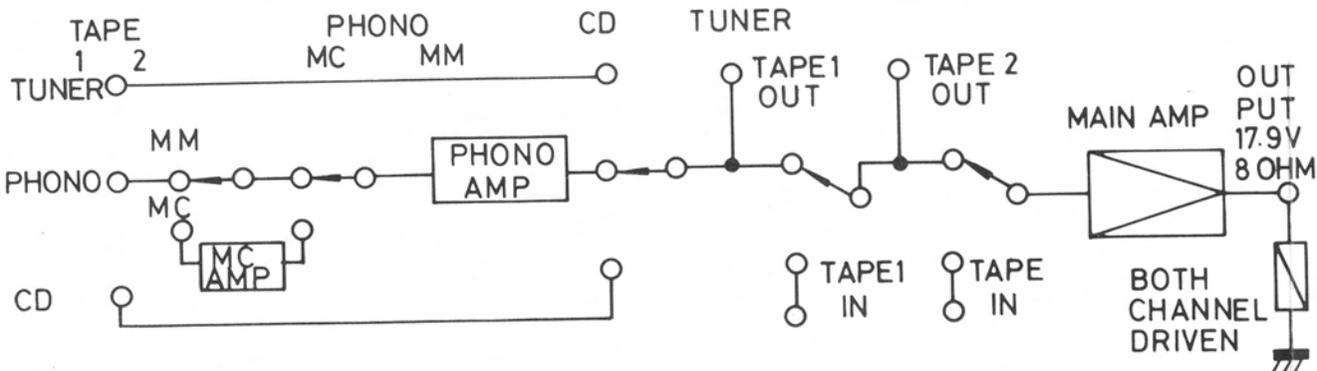 TAPE
1 2
PHONO
MC MM
CD
TUNER
TUNER
TAPE1
OUT
TAPE 2
OUT
MAIN AMP
OUT
PUT
17.9V
8 OHM
MM
PHONO
MC
PHONO
AMP
MC
AMP
CD
TAPE1
IN
TAPE
IN
BOTH
CHANNEL
DRIVEN